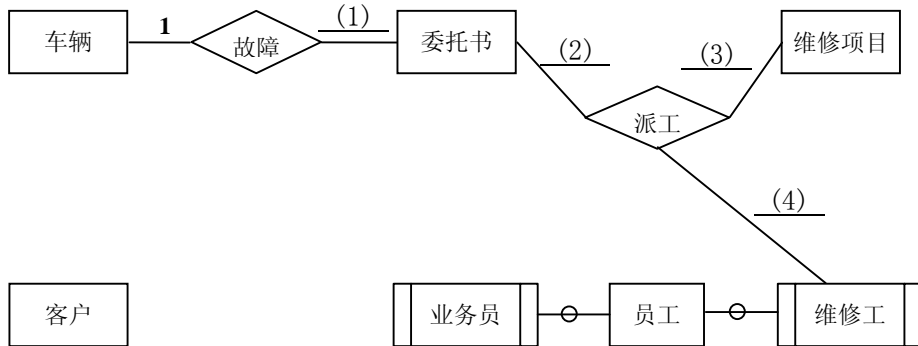 车辆
1
故障
(1)
委托书
(2)
(3)
维修项目
派工
(4)
客户
业务员
员工
维修工